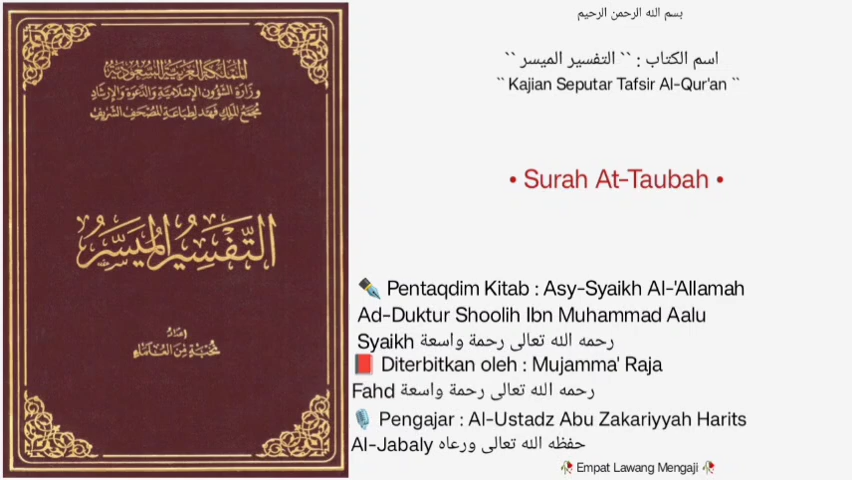 المملكة العربية السعودية
وزارة الشؤون الإسلامية والدعوة والإرشاد
مجمع الملك فهد لطباعة المصحف الشريف
التَّفْسِيرُ المُيَسَّرُ
إعداد
نخبة من العلماء
بسم الله الرحمن الرحيم
اسم الكتاب : `` التفسير الميسر ``
`` Kajian Seputar Tafsir Al-Qur'an ``
• Surah At-Taubah •
✒️ Pentaqdim Kitab : Asy-Syaikh Al-'Allamah
Ad-Duktur Shoolih Ibn Muhammad Aalu
Syaikh رحمه الله تعالى رحمة واسعة
📕 Diterbitkan oleh : Mujamma' Raja
Fahd رحمه الله تعالى رحمة واسعة
🎙️ Pengajar : Al-Ustadz Abu Zakariyyah Harits
Al-Jabaly حفظه الله تعالى ورعاه
🥀 Empat Lawang Mengaji 🥀